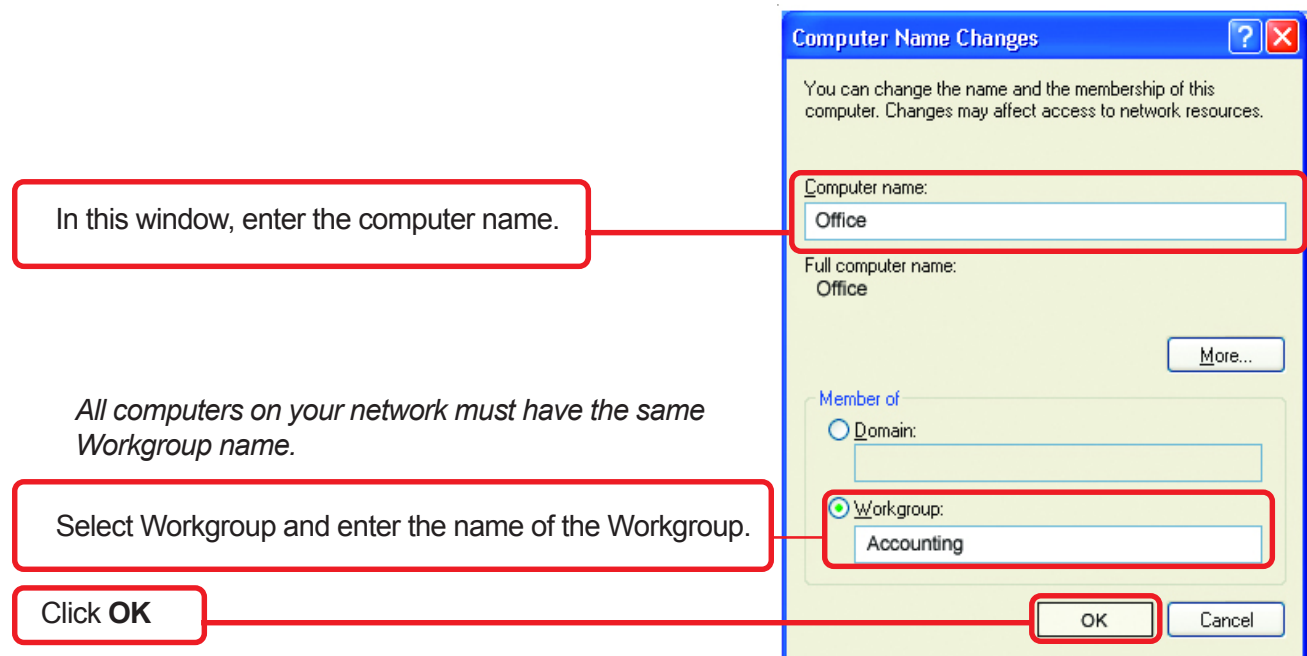 Computer Name Changes
You can change the name and the membership of this
computer. Changes may affect access to network resources.
In this window, enter the computer name.
Computer name:
Office
Full computer name:
Office
More...
All computers on your network must have the same
Workgroup name.
Member of
Domain:
Select Workgroup and enter the name of the Workgroup.
Workgroup:
Accounting
Click OK
OK
Cancel